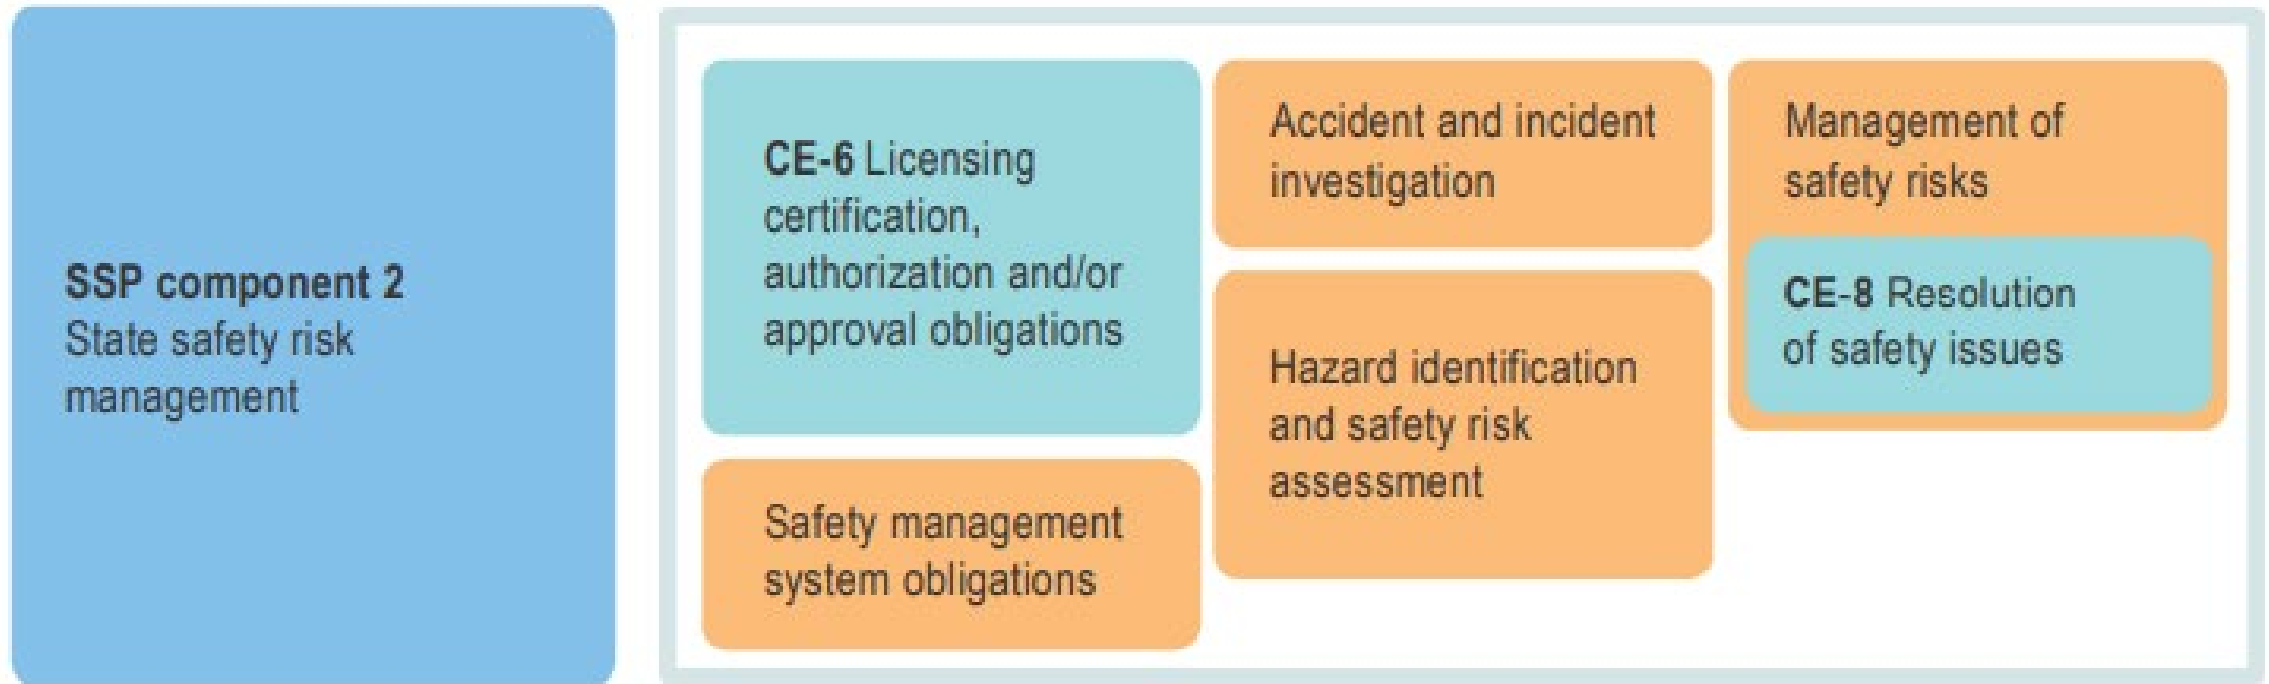 SSP component 2
State safety risk
management
CE-6 Licensing
certification,
authorization and/or
approval obligations
Safety management
system obligations
Accident and incident
investigation
Hazard identification
and safety risk
assessment
Management of
safety risks
CE-8 Resolution
of safety issues